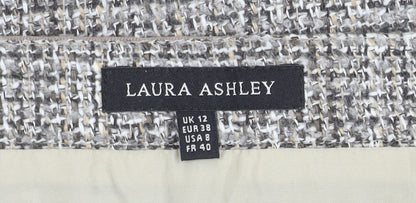 LAURA ASHLEY
UK 12
EUR 38
USA 8
FR 40